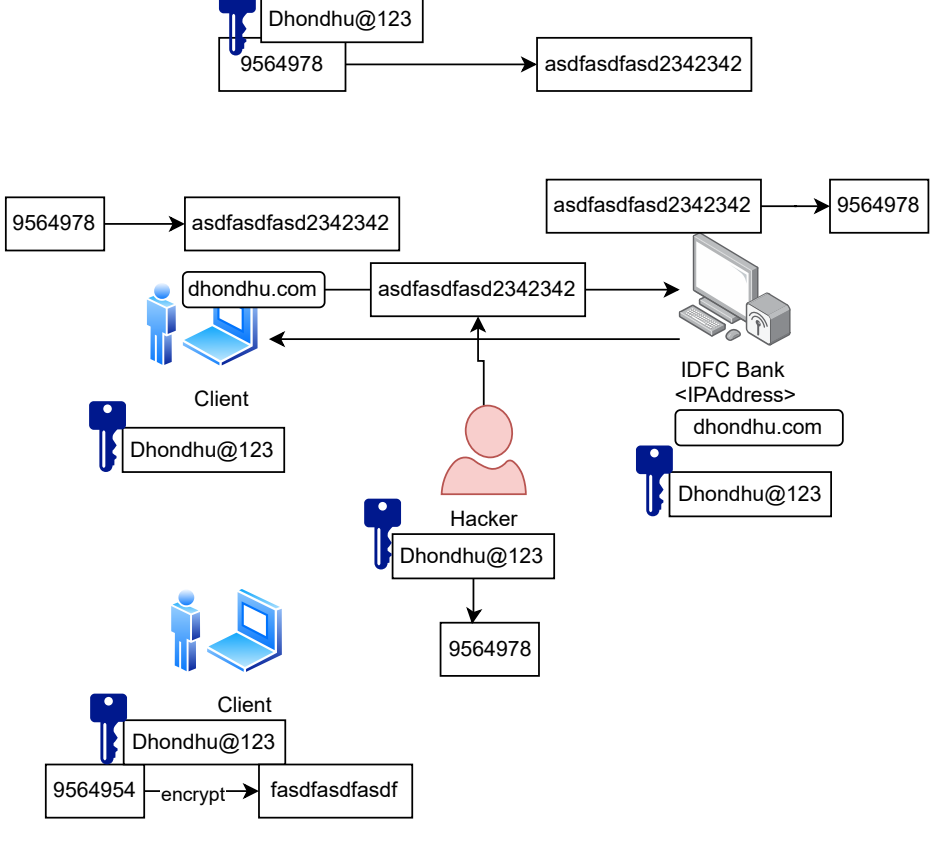 Dhondhu@123
9564978
asdfasdfasd2342342
9564978
asdfasdfasd2342342
asdfasdfasd2342342
9564978
dhondhu.com
asdfasdfasd2342342
Client
IDFC Bank
<IPAddress>
dhondhu.com
Dhondhu@123
Dhondhu@123
Hacker
Dhondhu@123
9564978
Client
Dhondhu@123
9564954
encrypt
fasdfasdfasdf